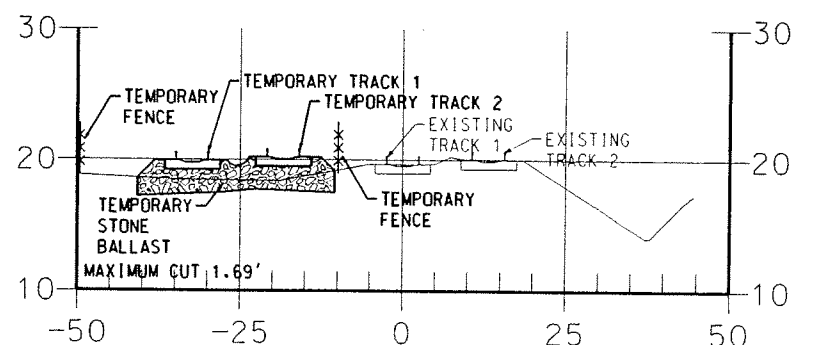 30
30
TEMPORARY TRACK 1
TEMPORARY
FENCE
TEMPORARY TRACK 2
EXISTING
TRACK 1
EXISTING
TRACK 2
20
20
TEMPORARY
STONE
BALLAST
TEMPORARY
FENCE
MAXIMUM CUT 1.69'
10
10
-50
-25
0
25
50